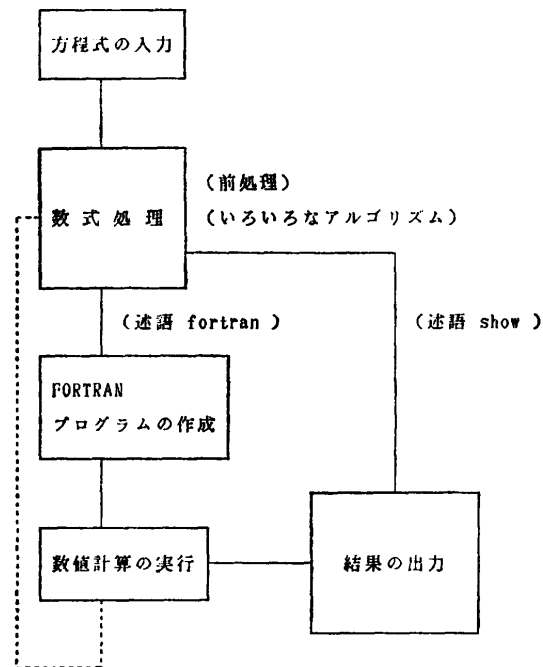 方程式の入力
数式処理
(前処理)
(いろいろなアルゴリズム)
(述語 fortran )
(述語 show )
FORTRAN
プログラムの作成
数値計算の実行
結果の出力